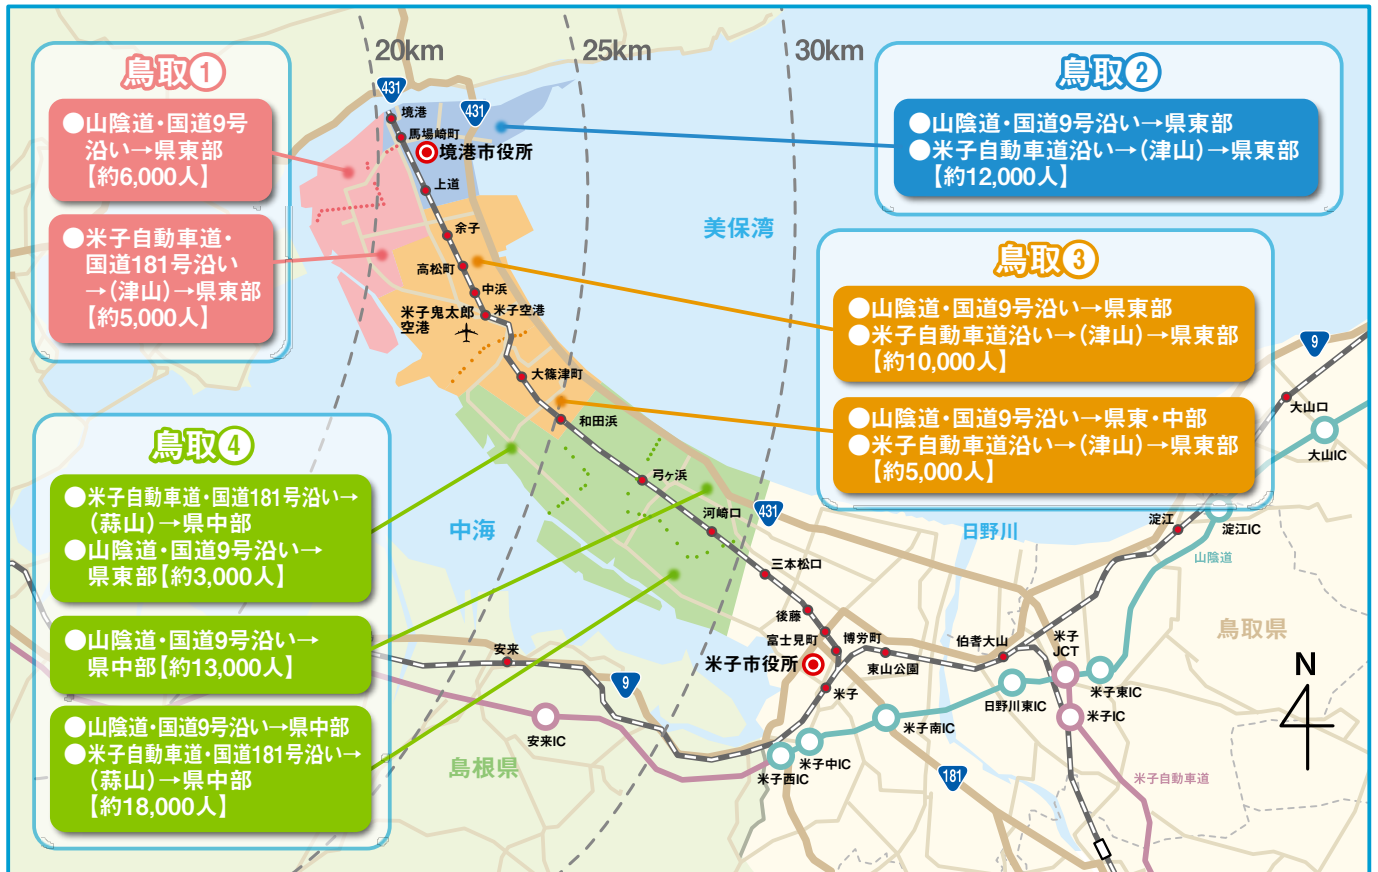 20km
25km
30km
鳥取①
●山陰道・国道9号
沿い→県東部
【約6,000人】
●米子自動車道・
国道181号沿い
→(津山)→県東部
【約5,000人】
鳥取②
●山陰道・国道9号沿い→県東部
●米子自動車道沿い→(津山)→県東部
【約12,000人】
鳥取③
●山陰道・国道9号沿い→県東部
●米子自動車道沿い→(津山)→県東部
【約10,000人】
●山陰道・国道9号沿い→県東・中部
●米子自動車道沿い→(津山)→県東部
【約5,000人】
鳥取④
●米子自動車道・国道181号沿い→
(蒜山)→県中部
●山陰道・国道9号沿い→
県東部【約3,000人】
●山陰道・国道9号沿い→
県中部【約13,000人】
●山陰道・国道9号沿い→県中部
●米子自動車道・国道181号沿い→
(蒜山)→県中部
【約18,000人】
431
431
境港
馬場崎町
境港市役所
上道
余子
高松町
中浜
米子空港
米子鬼太郎
空港
大篠津町
和田浜
弓ヶ浜
河崎口
431
三本松口
後藤
富士見町
博労町
米子市役所
東山公園
伯耆大山
米子
JCT
米子
美保湾
中海
日野川
淀江
淀江IC
山陰道
9
大山口
大山IC
鳥取県
米子東IC
日野川東IC
米子IC
米子南IC
米子中IC
米子西IC
181
米子自動車道
安来
9
安来IC
島根県
N